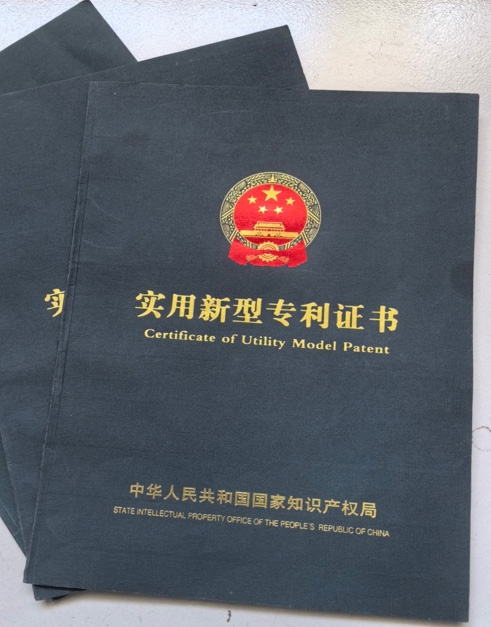 实用新型专利证书
Certificate of Utility Model Patent
中华人民共和国国家知识产权局
STATE INTELLECTUAL PROPERTY OFFICE OF THE PEOPLE'S REPUBLIC OF CHINA
实